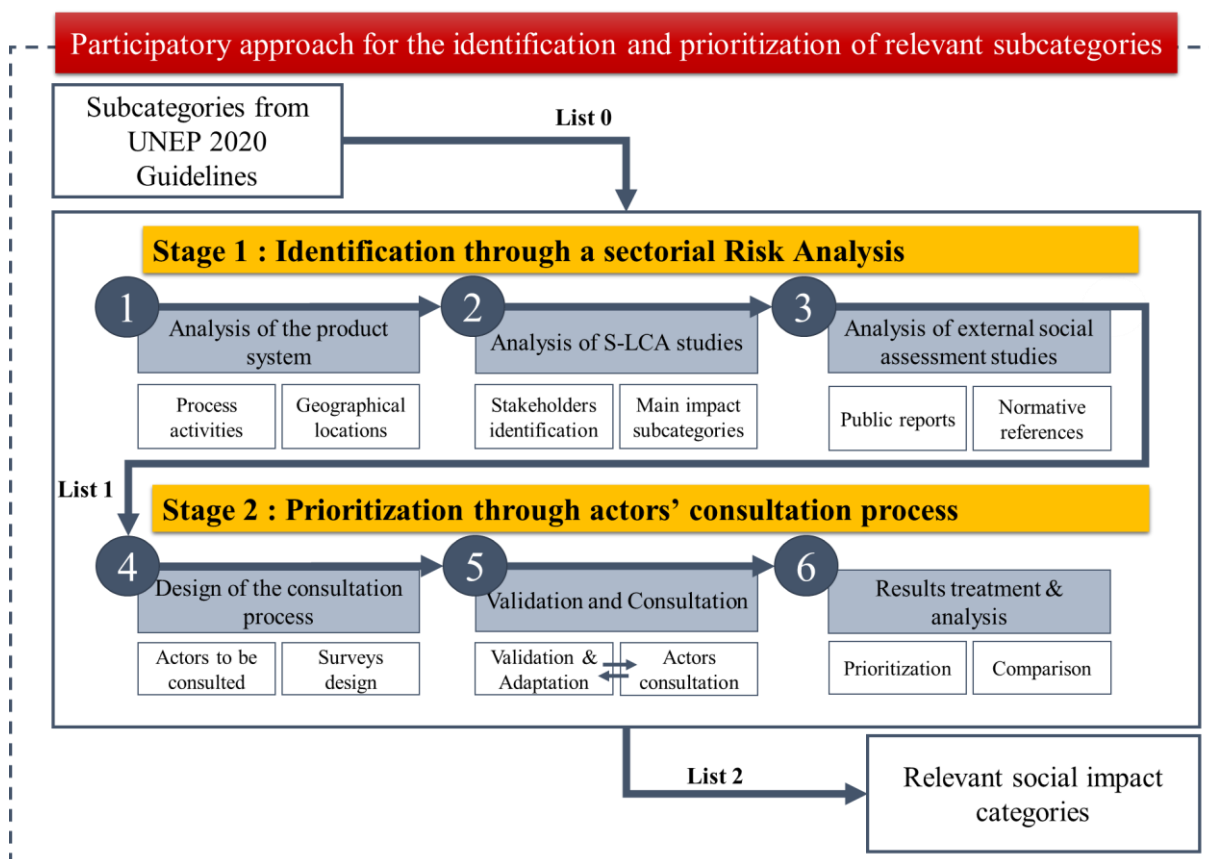 Participatory approach for the identification and prioritization of relevant subcategories
Subcategories from
UNEP 2020
Guidelines
List 0
Stage 1 : Identification through a sectorial Risk Analysis
1
Analysis of the product
system
Process
activities
Geographical
locations
2
Analysis of S-LCA studies
Stakeholders
identification
Main impact
subcategories
3
Analysis of external social
assessment studies
Public reports
Normative
references
List 1
Stage 2 : Prioritization through actors’ consultation process
4
Design of the consultation
process
Actors to be
consulted
Surveys
design
5
Validation and Consultation
Validation &
Adaptation
Actors
consultation
6
Results treatment &
analysis
Prioritization
Comparison
List 2
Relevant social impact
categories